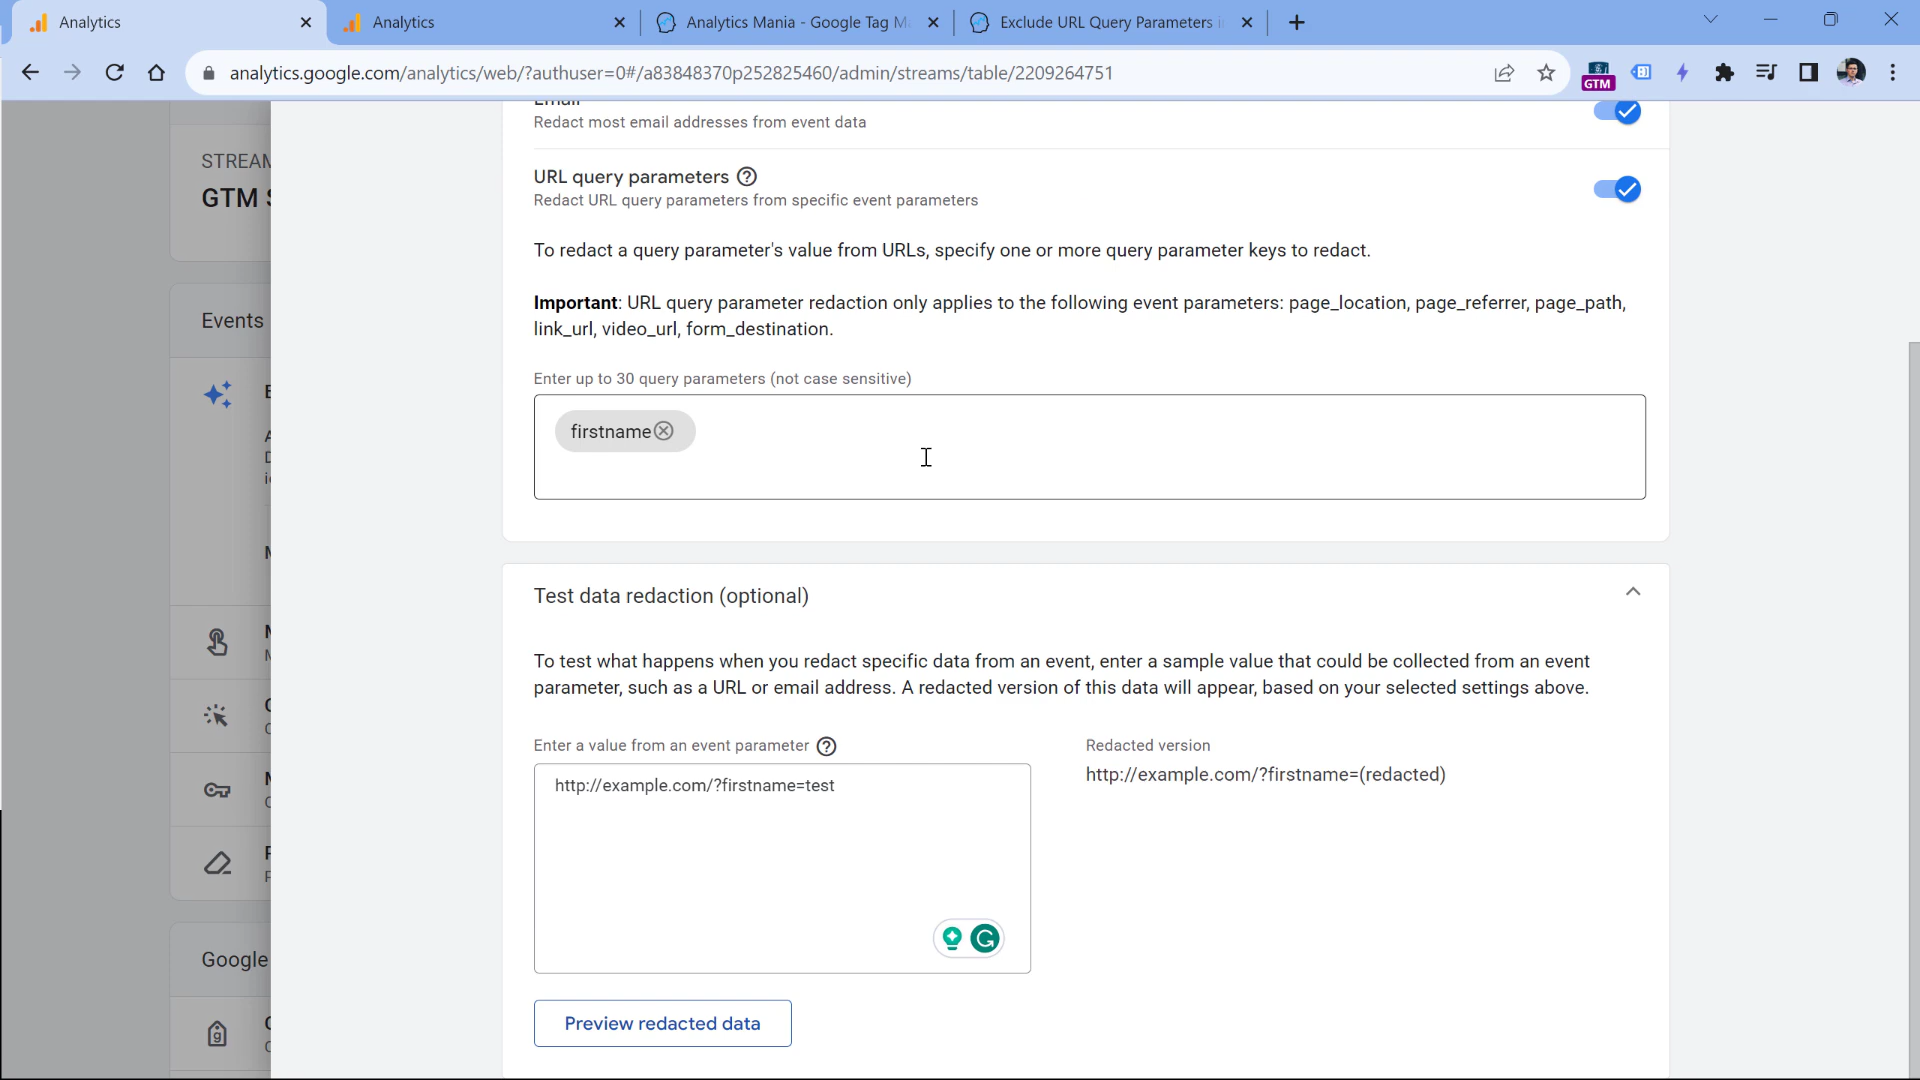 Analytics
Analytics
Analytics Mania - Google Tag M
Exclude URL Query Parameters i
analytics.google.com/analytics/web/?authuser=0#/a83848370p252825460/admin/streams/table/2209264751
GTM
STREAM
GTM S
Events
Google
Email
Redact most email addresses from event data
URL query parameters
Redact URL query parameters from specific event parameters
To redact a query parameter's value from URLs, specify one or more query parameter keys to redact.
Important: URL query parameter redaction only applies to the following event parameters: page_location, page_referrer, page_path,
link_url, video_url, form_destination.
Enter up to 30 query parameters (not case sensitive)
firstname
Test data redaction (optional)
To test what happens when you redact specific data from an event, enter a sample value that could be collected from an event
parameter, such as a URL or email address. A redacted version of this data will appear, based on your selected settings above.
Enter a value from an event parameter
Redacted version
http://example.com/?firstname=test
http://example.com/?firstname=(redacted)
Preview redacted data